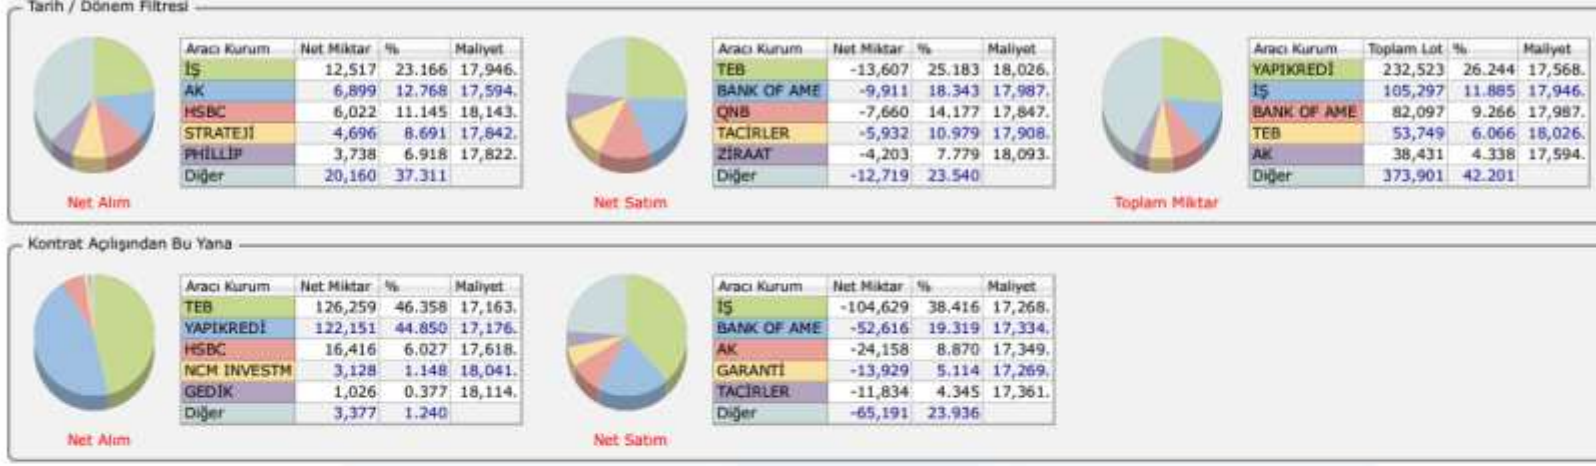 Tarih / Dönem Filtresi
Aracı Kurum Net Miktar % Maliyet
İŞ 12,517 23.166 17,946.
AK 6,899 12.768 17,594.
HSBC 6,022 11.145 18,143.
STRATEJİ 4,696 8.691 17,842.
PHİLLİP 3,738 6.918 17,822.
Diğer 20,160 37.311
Net Alım
Aracı Kurum Net Miktar % Maliyet
TEB -13,607 25.183 18,026.
BANK OF AME -9,911 18.343 17,987.
QNB -7,660 14.177 17,847.
TACİRLER -5,932 10.979 17,908.
ZİRAAT -4,203 7.779 18,093.
Diğer -12,719 23.540
Net Satım
Aracı Kurum Toplam Lot % Maliyet
YAPIKREDİ 232,523 26.244 17,568.
İŞ 105,297 11.885 17,946.
BANK OF AME 82,097 9.266 17,987.
TEB 53,749 6.066 18,026.
AK 38,431 4.338 17,594.
Diğer 373,901 42.201
Toplam Miktar
Kontrat Açılışından Bu Yana
Aracı Kurum Net Miktar % Maliyet
TEB 126,259 46.358 17,163.
YAPIKREDİ 122,151 44.850 17,176.
HSBC 16,416 6.027 17,618.
NCM INVESTM 3,128 1.148 18,041.
GEDİK 1,026 0.377 18,114.
Diğer 3,377 1.240
Net Alım
Aracı Kurum Net Miktar % Maliyet
İŞ -104,629 38.416 17,268.
BANK OF AME -52,616 19.319 17,334.
AK -24,158 8.870 17,349.
GARANTİ -13,929 5.114 17,269.
TACİRLER -11,834 4.345 17,361.
Diğer -65,191 23.936
Net Satım